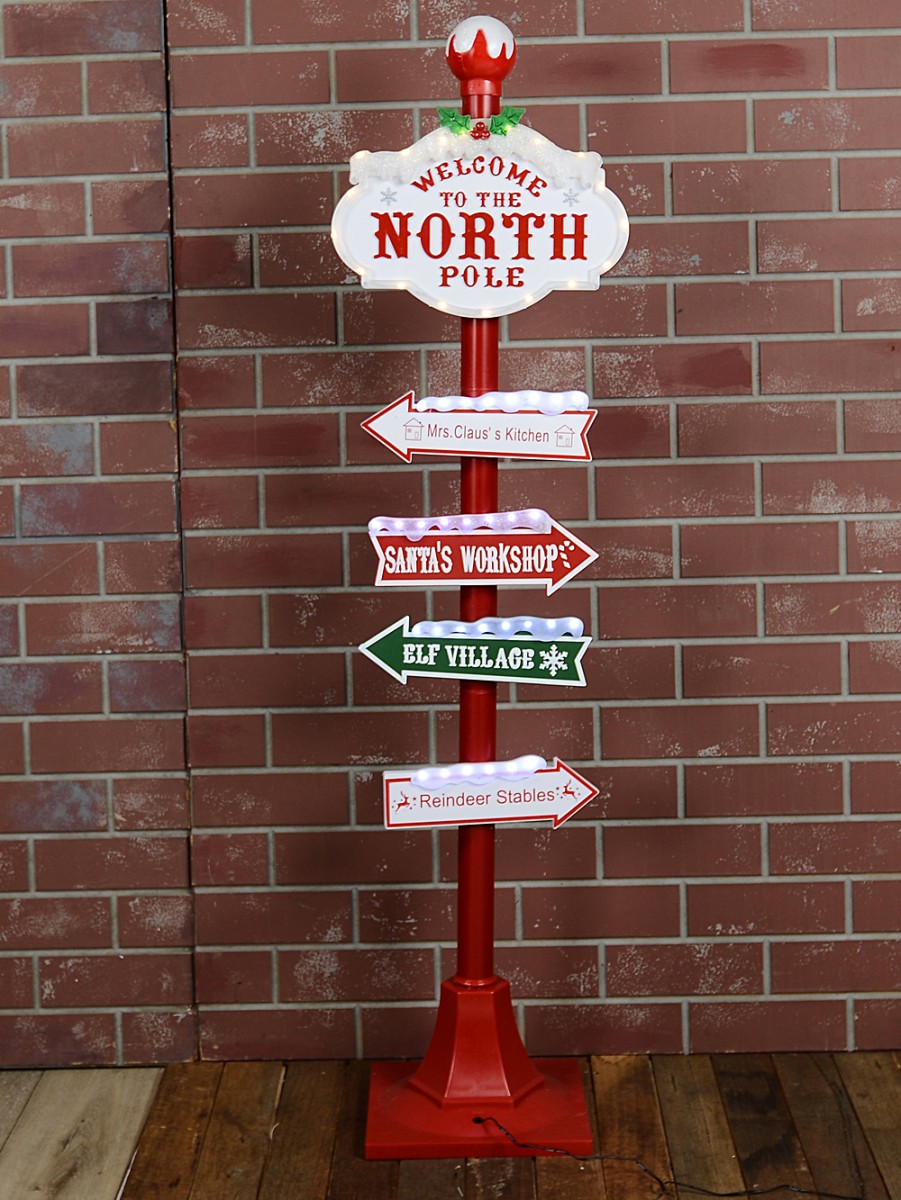 WELCOME
TO THE
NORTH
POLE
Mrs.Claus' s Kitchen
SANTA'S WORKSHOP
ELF VILLAGE
Reindeer Stables